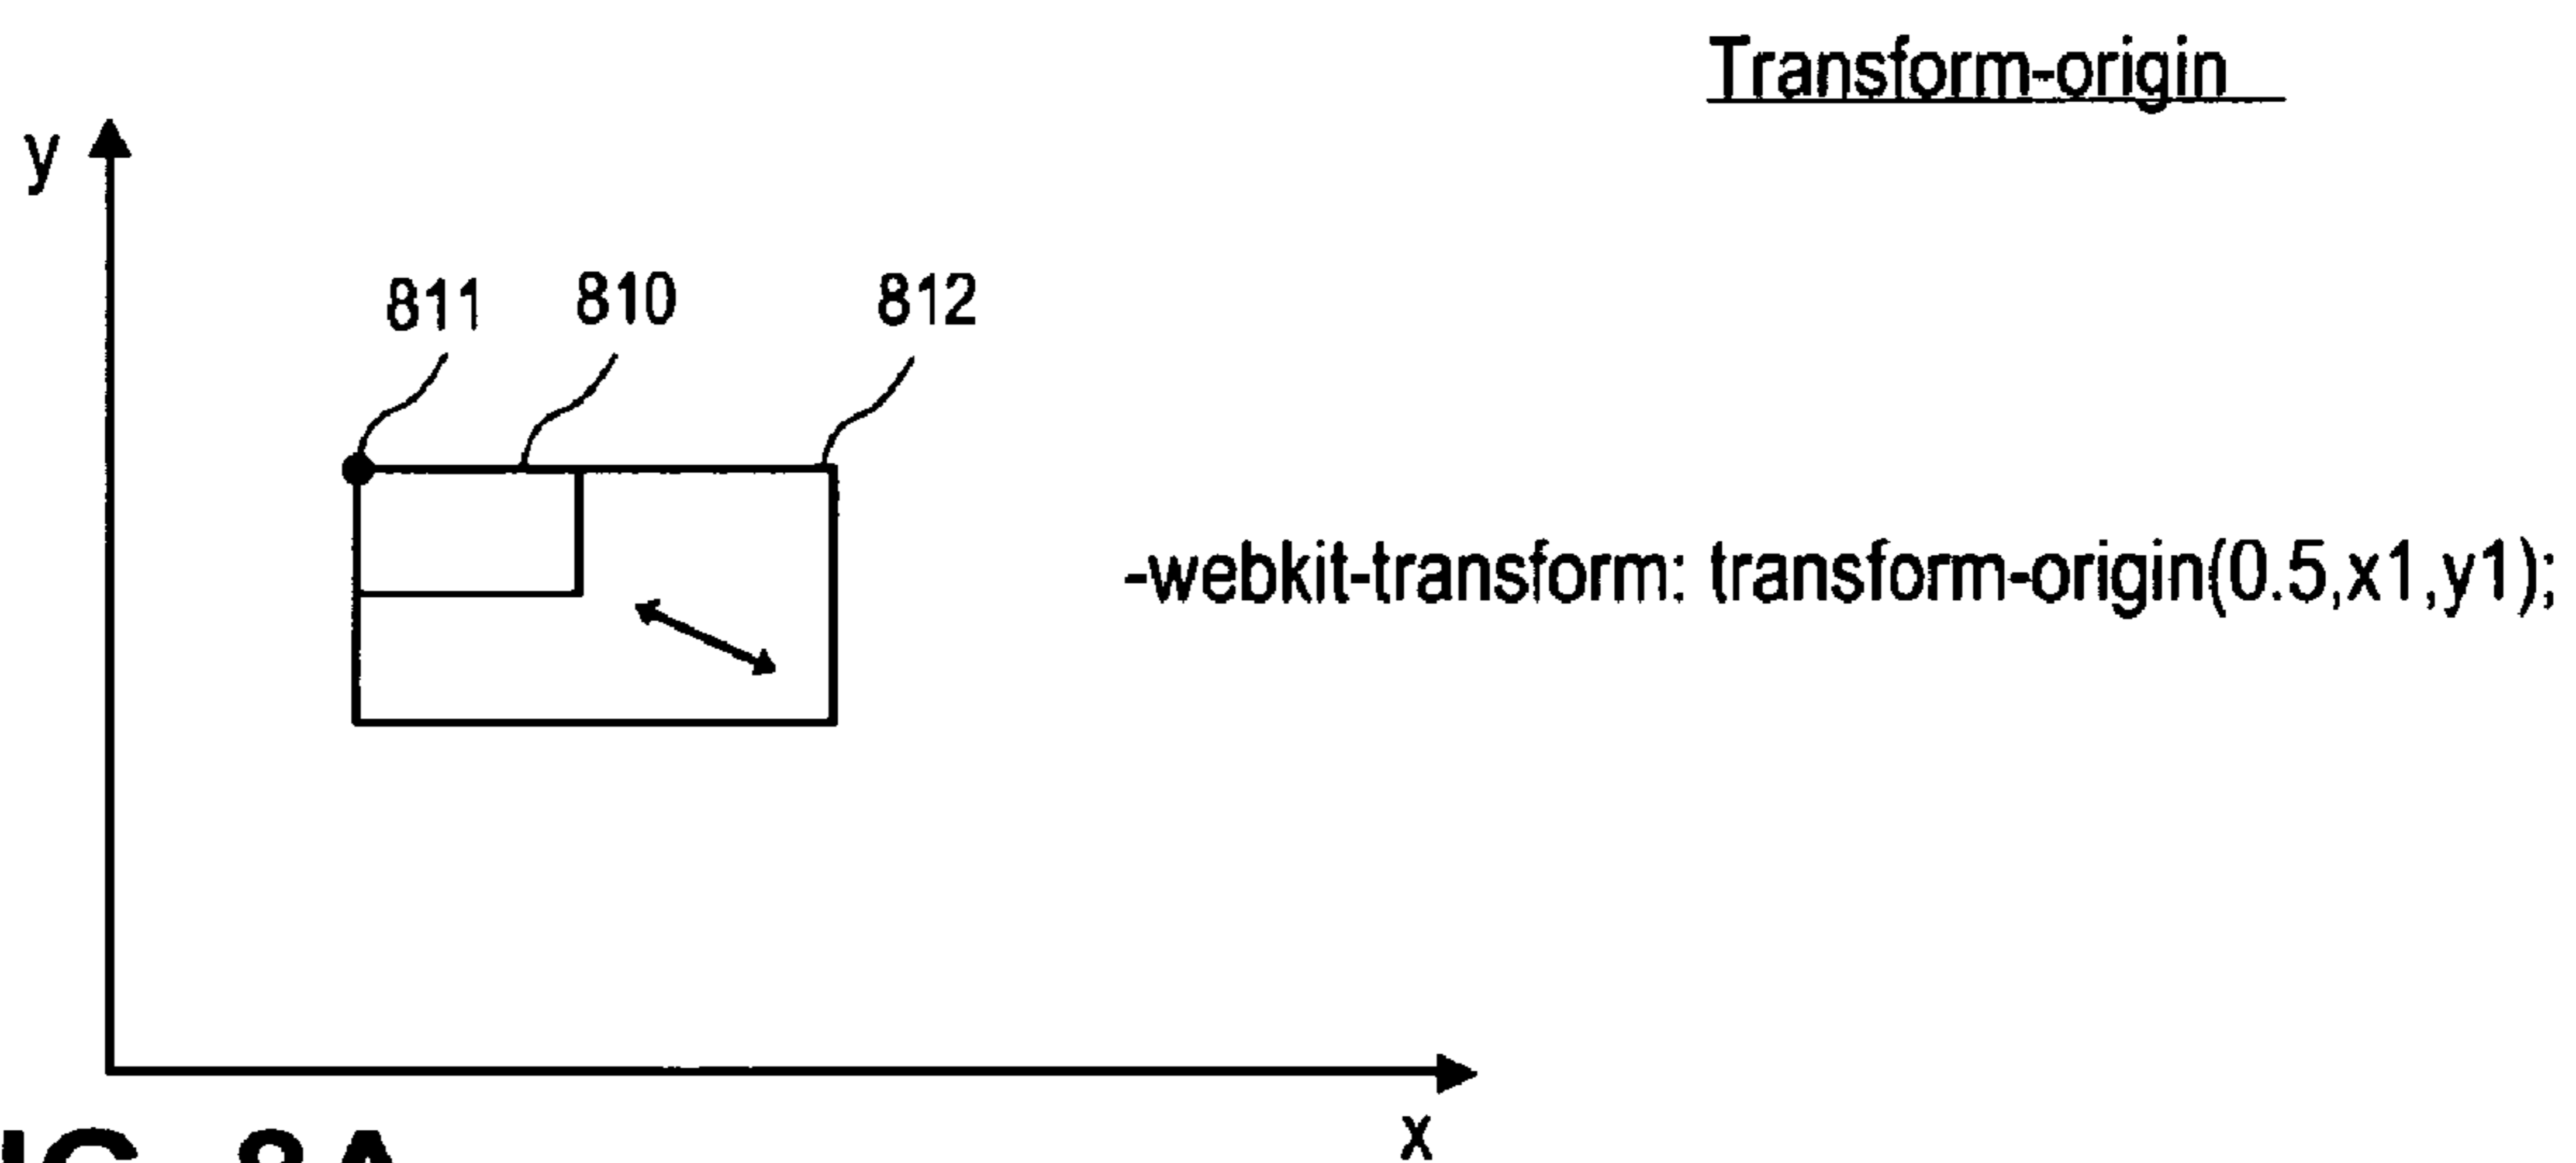 Transform-origin
y
811
810
812
-webkit-transform: transform-origin(0.5,x1,y1);
x